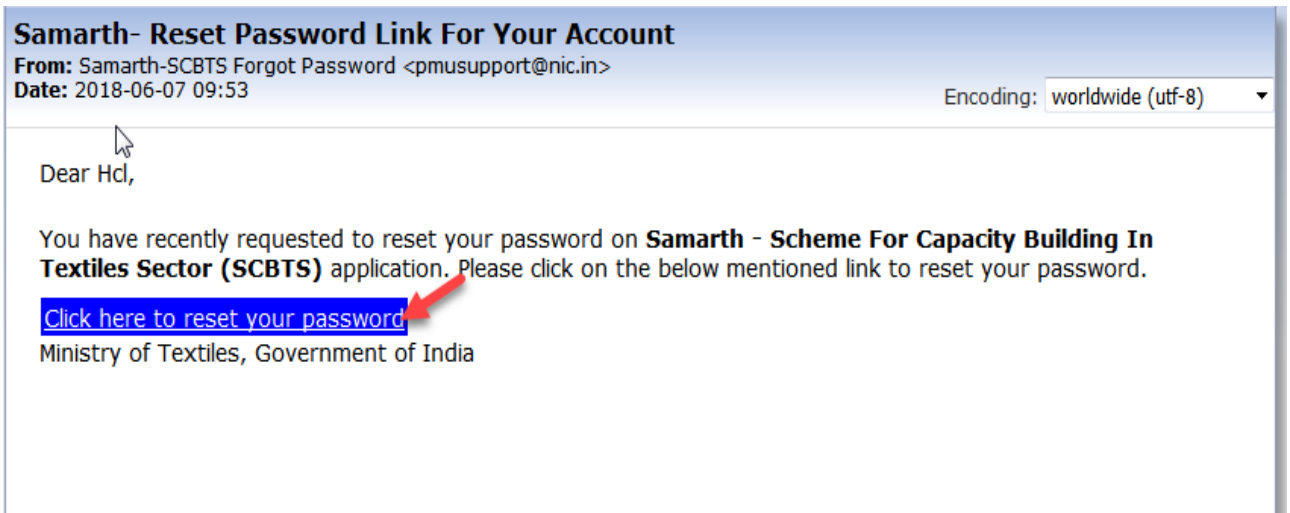 Samarth- Reset Password Link For Your Account
From: Samarth-SCBTS Forgot Password <pmusupport@nic.in>
Date: 2018-06-07 09:53
Encoding: worldwide (utf-8)
Dear Hcl,
You have recently requested to reset your password on Samarth - Scheme For Capacity Building In
Textiles Sector (SCBTS) application. Please click on the below mentioned link to reset your password.
Click here to reset your password
Ministry of Textiles, Government of India